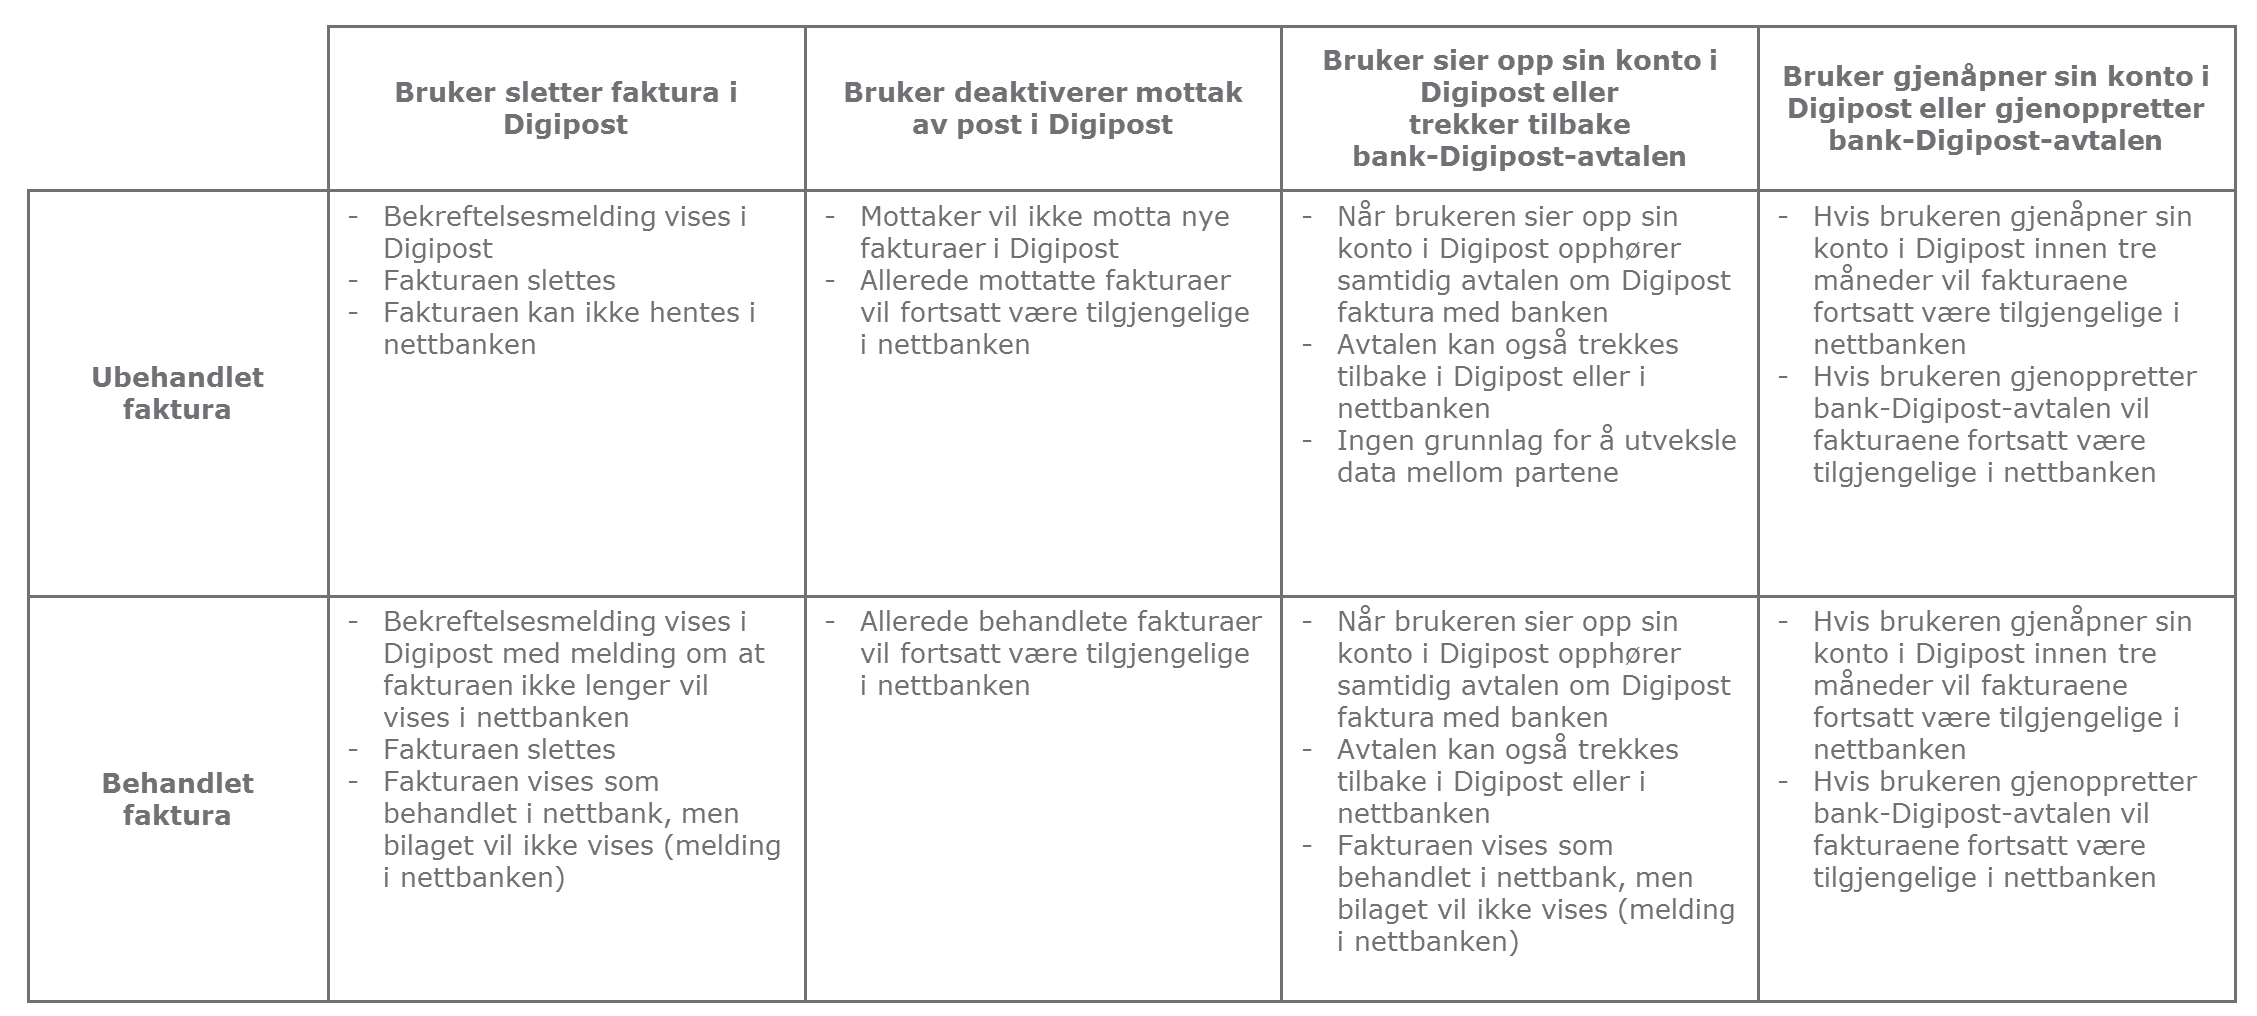 Bruker sletter faktura i
Digipost
Bruker deaktiverer mottak
av post i Digipost
Bruker sier opp sin konto i
Digipost eller
trekker tilbake
bank-Digipost-avtalen
Bruker gjenåpner sin konto i
Digipost eller gjenoppretter
bank-Digipost-avtalen
Ubehandlet
faktura
- Bekreftelsesmelding vises i
Digipost
- Fakturaen slettes
- Fakturaen kan ikke hentes i
nettbanken
- Mottaker vil ikke motta nye
fakturaer i Digipost
- Allerede mottatte fakturaer
vil fortsatt være tilgjengelige
i nettbanken
- Når brukeren sier opp sin
konto i Digipost opphører
samtidig avtalen om Digipost
faktura med banken
- Avtalen kan også trekkes
tilbake i Digipost eller i
nettbanken
- Ingen grunnlag for å utveksle
data mellom partene
- Hvis brukeren gjenåpner sin
konto i Digipost innen tre
måneder vil fakturaene
fortsatt være tilgjengelige i
nettbanken
- Hvis brukeren gjenoppretter
bank-Digipost-avtalen vil
fakturaene fortsatt være
tilgjengelige i nettbanken
Behandlet
faktura
- Bekreftelsesmelding vises i
Digipost med melding om at
fakturaen ikke lenger vil
vises i nettbanken
- Fakturaen slettes
- Fakturaen vises som
behandlet i nettbank, men
bilaget vil ikke vises (melding
i nettbanken)
- Allerede behandlete fakturaer
vil fortsatt være tilgjengelige
i nettbanken
- Når brukeren sier opp sin
konto i Digipost opphører
samtidig avtalen om Digipost
faktura med banken
- Avtalen kan også trekkes
tilbake i Digipost eller i
nettbanken
- Fakturaen vises som
behandlet i nettbank, men
bilaget vil ikke vises (melding
i nettbanken)
- Hvis brukeren gjenåpner sin
konto i Digipost innen tre
måneder vil fakturaene
fortsatt være tilgjengelige i
nettbanken
- Hvis brukeren gjenoppretter
bank-Digipost-avtalen vil
fakturaene fortsatt være
tilgjengelige i nettbanken